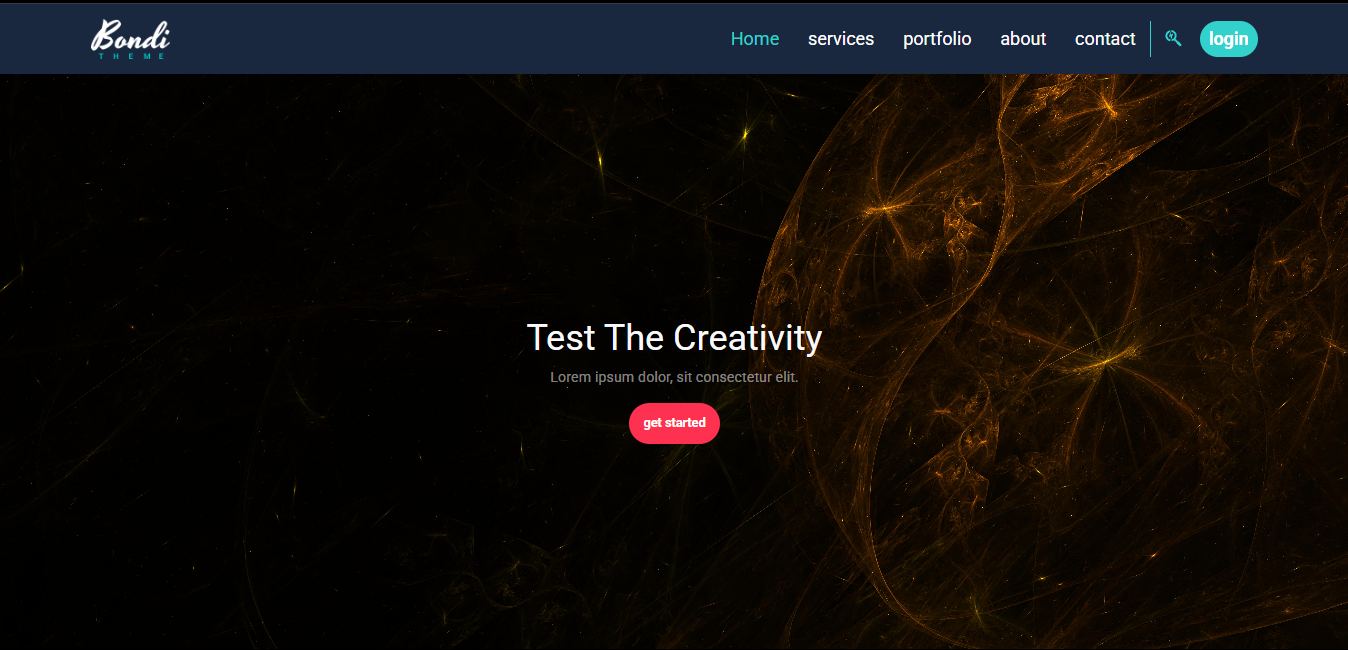 Bondi
THEME
Home services portfolio about contact login
Test The Creativity
Lorem ipsum dolor, sit consectetur elit.
get started